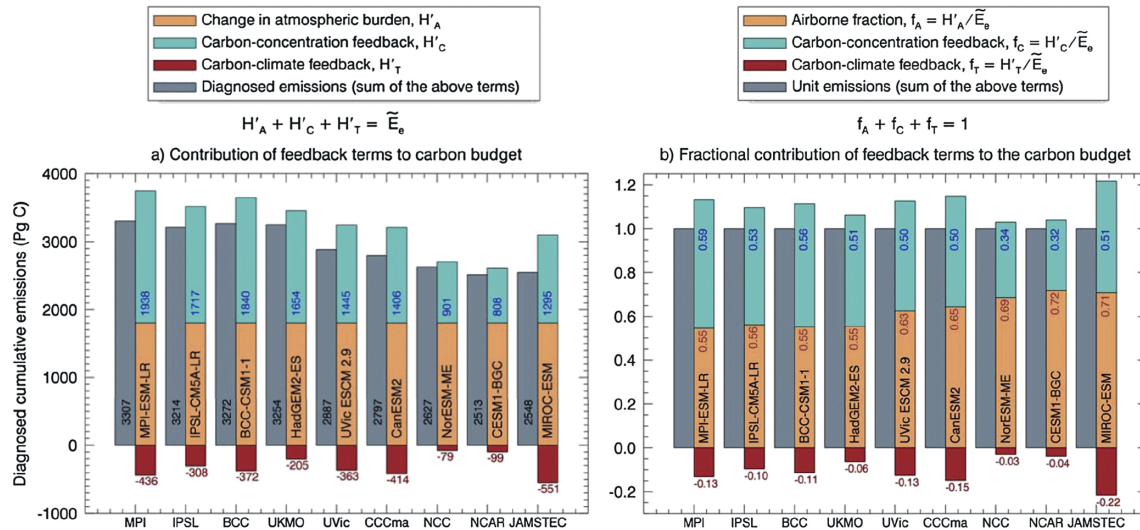 Change in atmospheric burden, H′A
Carbon-concentration feedback, H′C
Carbon-climate feedback, H′T
Diagnosed emissions (sum of the above terms)
H′A + H′C + H′T = Ẽe
a) Contribution of feedback terms to carbon budget
Diagnosed cumulative emissions (Pg C)
4000
3000
2000
1000
0
-1000
3307 1938 MPI-ESM-LR -436
3214 1717 IPSL-CM5A-LR -308
3272 1840 BCC-CSM1-1 -372
3254 1654 HadGEM2-ES -205
2887 1445 UVic ESCM 2.9 -363
2797 1406 CanESM2 -414
2627 901 NorESM-ME -79
2513 808 CESM1-BGC -99
2548 1295 MIROC-ESM -551
MPI IPSL BCC UKMO UVic CCCma NCC NCAR JAMSTEC
Airborne fraction, fA = H′A/Ẽe
Carbon-concentration feedback, fC = H′C/Ẽe
Carbon-climate feedback, fT = H′T/Ẽe
Unit emissions (sum of the above terms)
fA + fC + fT = 1
b) Fractional contribution of feedback terms to the carbon budget
1.2
1.0
0.8
0.6
0.4
0.2
0.0
-0.2
0.59 0.55 MPI-ESM-LR -0.13
0.53 0.56 IPSL-CM5A-LR -0.10
0.56 0.55 BCC-CSM1-1 -0.11
0.51 0.55 HadGEM2-ES -0.06
0.50 0.63 UVic ESCM 2.9 -0.13
0.50 0.65 CanESM2 -0.15
0.34 0.69 NorESM-ME -0.03
0.32 0.72 CESM1-BGC -0.04
0.51 0.71 MIROC-ESM -0.22
MPI IPSL BCC UKMO UVic CCCma NCC NCAR JAMSTEC